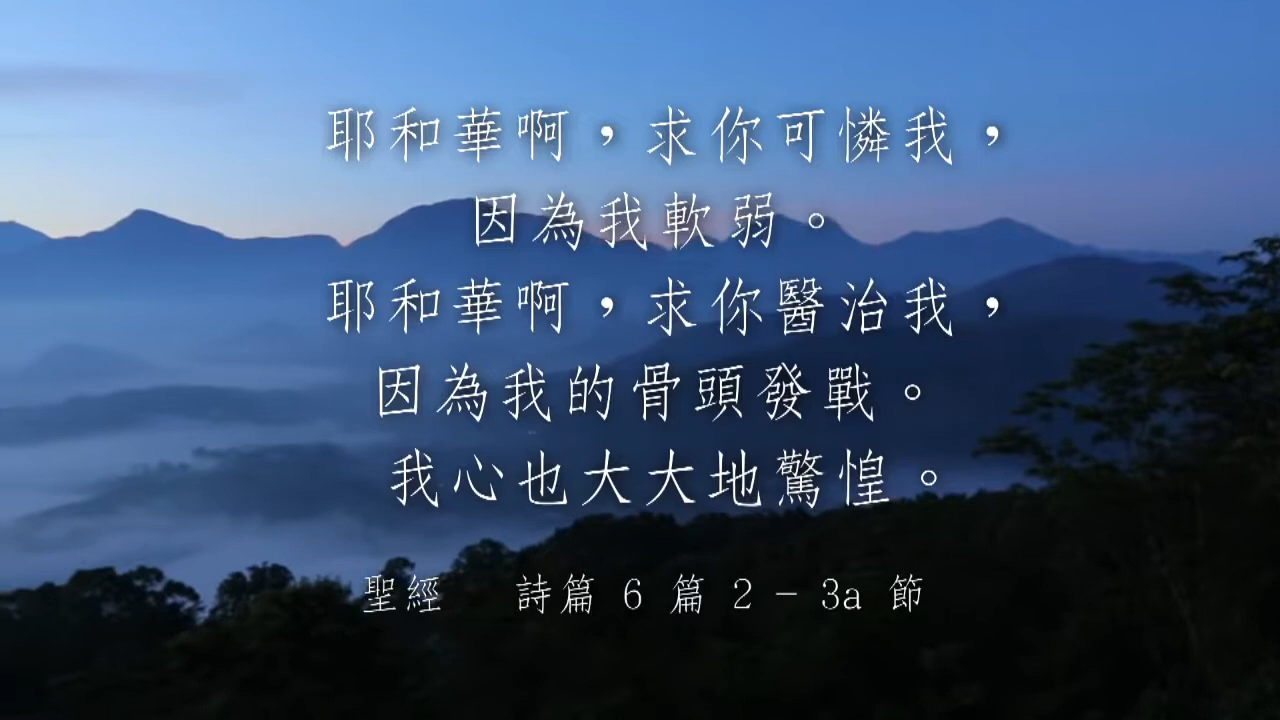 耶和華啊，求你可憐我，
因為我軟弱。
耶和華啊，求你醫治我，
因為我的骨頭發戰。
我心也大大地驚惶。
聖經 詩篇 6 篇 2 - 3a 節